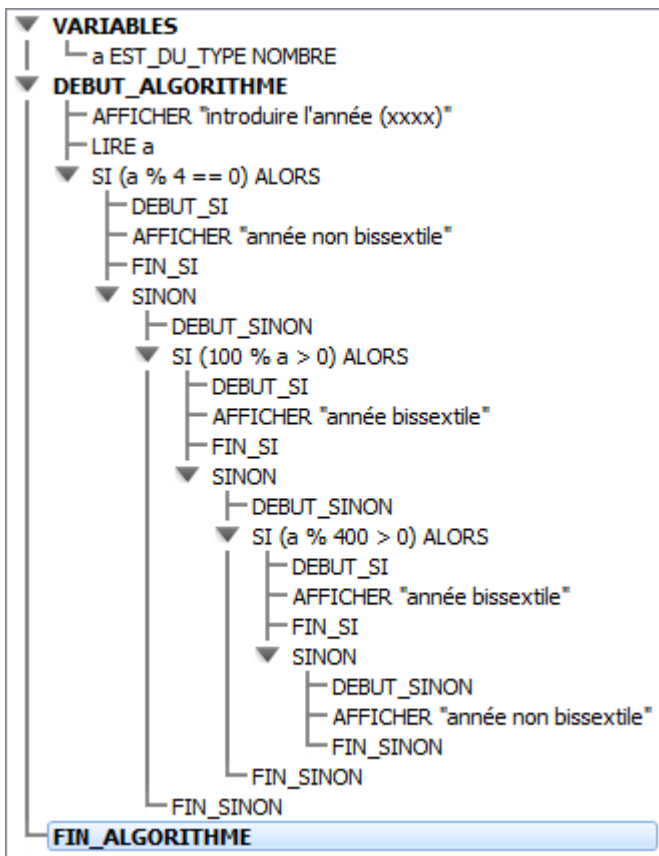 VARIABLES
a EST_DU_TYPE NOMBRE
DEBUT_ALGORITHME
AFFICHER "introduire l'année (xxxx)"
LIRE a
SI (a % 4 == 0) ALORS
DEBUT_SI
AFFICHER "année non bissextile"
FIN_SI
SINON
DEBUT_SINON
SI (100 % a > 0) ALORS
DEBUT_SI
AFFICHER "année bissextile"
FIN_SI
SINON
DEBUT_SINON
SI (a % 400 > 0) ALORS
DEBUT_SI
AFFICHER "année bissextile"
FIN_SI
SINON
DEBUT_SINON
AFFICHER "année non bissextile"
FIN_SINON
FIN_SINON
FIN_SINON
FIN_ALGORITHME